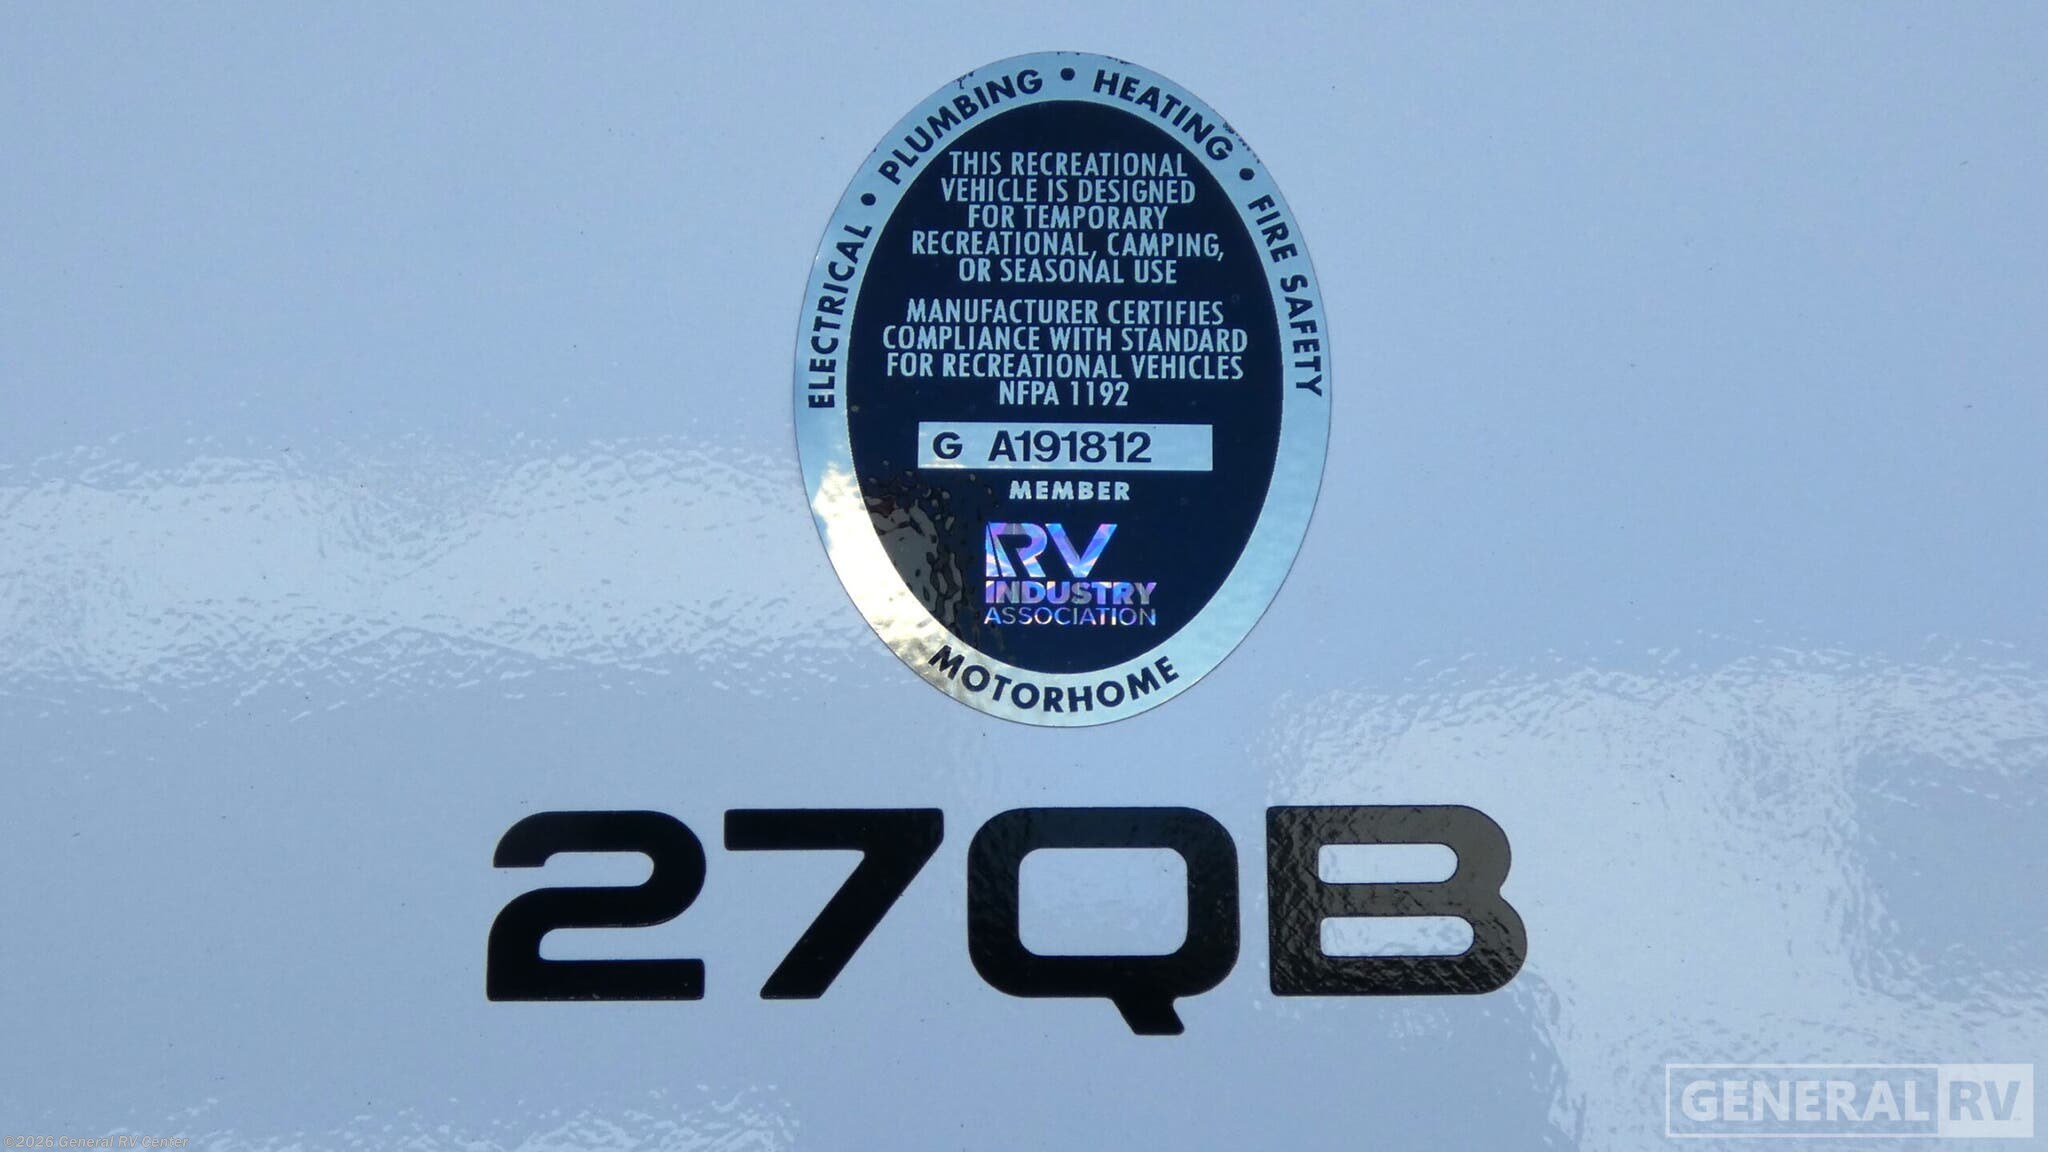 ELECTRICAL • PLUMBING • HEATING • FIRE SAFETY
THIS RECREATIONAL
VEHICLE IS DESIGNED
FOR TEMPORARY
RECREATIONAL, CAMPING,
OR SEASONAL USE
MANUFACTURER CERTIFIES
COMPLIANCE WITH STANDARD
FOR RECREATIONAL VEHICLES
NFPA 1192
G A191812
MEMBER
RV
INDUSTRY
ASSOCIATION
MOTORHOME
27QB
GENERAL RV
©2026 General RV Center